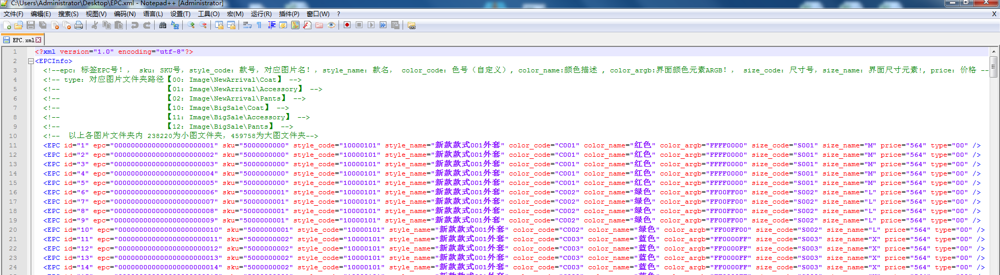 C:\Users\Administrator\Desktop\EPC.xml - Notepad++ [Administrator]
文件(F) 编辑(E) 搜索(S) 视图(V) 编码(N) 语言(L) 设置(T) 工具(O) 宏(M) 运行(R) 插件(P) 窗口(W) ? X
EPC.xml
1 <?xml version="1.0" encoding="utf-8"?>
2 <EPCInfo>
3 <!--epc: 标签EPC号!, sku: SKU号, style_code: 款号, 对应图片名!, style_name: 款名, color_code: 色号（自定义）, color_name:颜色描述 , color_argb:界面颜色元素ARGB!, size_code: 尺寸号, size_name: 界面尺寸元素!, price: 价格 --
4 <!-- type: 对应图片文件夹路径【00: Image\NewArrival\Coat】 -->
5 <!-- 【01: Image\NewArrival\Accessory】 -->
6 <!-- 【02: Image\NewArrival\Pants】 -->
7 <!-- 【10: Image\BigSale\Coat】 -->
8 <!-- 【11: Image\BigSale\Accessory】 -->
9 <!-- 【12: Image\BigSale\Pants】 -->
10 <!-- 以上各图片文件夹内 238220为小图文件夹, 459758为大图文件夹-->
11 <EPC id="1" epc="000000000000000000000001" sku="5000000000" style_code="10000101" style_name="新款款式001外套" color_code="C001" color_name="红色" color_argb="FFFF0000" size_code="S001" size_name="M" price="564" type="00" />
12 <EPC id="2" epc="000000000000000000000002" sku="5000000000" style_code="10000101" style_name="新款款式001外套" color_code="C001" color_name="红色" color_argb="FFFF0000" size_code="S001" size_name="M" price="564" type="00" />
13 <EPC id="3" epc="000000000000000000000003" sku="5000000000" style_code="10000101" style_name="新款款式001外套" color_code="C001" color_name="红色" color_argb="FFFF0000" size_code="S001" size_name="M" price="564" type="00" />
14 <EPC id="4" epc="000000000000000000000004" sku="5000000000" style_code="10000101" style_name="新款款式001外套" color_code="C001" color_name="红色" color_argb="FFFF0000" size_code="S001" size_name="M" price="564" type="00" />
15 <EPC id="5" epc="000000000000000000000005" sku="5000000000" style_code="10000101" style_name="新款款式001外套" color_code="C001" color_name="红色" color_argb="FFFF0000" size_code="S001" size_name="M" price="564" type="00" />
16 <EPC id="6" epc="000000000000000000000006" sku="5000000001" style_code="10000101" style_name="新款款式001外套" color_code="C002" color_name="绿色" color_argb="FF00FF00" size_code="S002" size_name="L" price="564" type="00" />
17 <EPC id="7" epc="000000000000000000000007" sku="5000000001" style_code="10000101" style_name="新款款式001外套" color_code="C002" color_name="绿色" color_argb="FF00FF00" size_code="S002" size_name="L" price="564" type="00" />
18 <EPC id="8" epc="000000000000000000000008" sku="5000000001" style_code="10000101" style_name="新款款式001外套" color_code="C002" color_name="绿色" color_argb="FF00FF00" size_code="S002" size_name="L" price="564" type="00" />
19 <EPC id="9" epc="000000000000000000000009" sku="5000000001" style_code="10000101" style_name="新款款式001外套" color_code="C002" color_name="绿色" color_argb="FF00FF00" size_code="S002" size_name="L" price="564" type="00" />
20 <EPC id="10" epc="000000000000000000000010" sku="5000000001" style_code="10000101" style_name="新款款式001外套" color_code="C002" color_name="绿色" color_argb="FF00FF00" size_code="S002" size_name="L" price="564" type="00" />
21 <EPC id="11" epc="000000000000000000000011" sku="5000000002" style_code="10000101" style_name="新款款式001外套" color_code="C003" color_name="蓝色" color_argb="FF0000FF" size_code="S003" size_name="X" price="564" type="00" />
22 <EPC id="12" epc="000000000000000000000012" sku="5000000002" style_code="10000101" style_name="新款款式001外套" color_code="C003" color_name="蓝色" color_argb="FF0000FF" size_code="S003" size_name="X" price="564" type="00" />
23 <EPC id="13" epc="000000000000000000000013" sku="5000000002" style_code="10000101" style_name="新款款式001外套" color_code="C003" color_name="蓝色" color_argb="FF0000FF" size_code="S003" size_name="X" price="564" type="00" />
24 <EPC id="14" epc="000000000000000000000014" sku="5000000002" style_code="10000101" style_name="新款款式001外套" color_code="C003" color_name="蓝色" color_argb="FF0000FF" size_code="S003" size_name="X" price="564" type="00" />